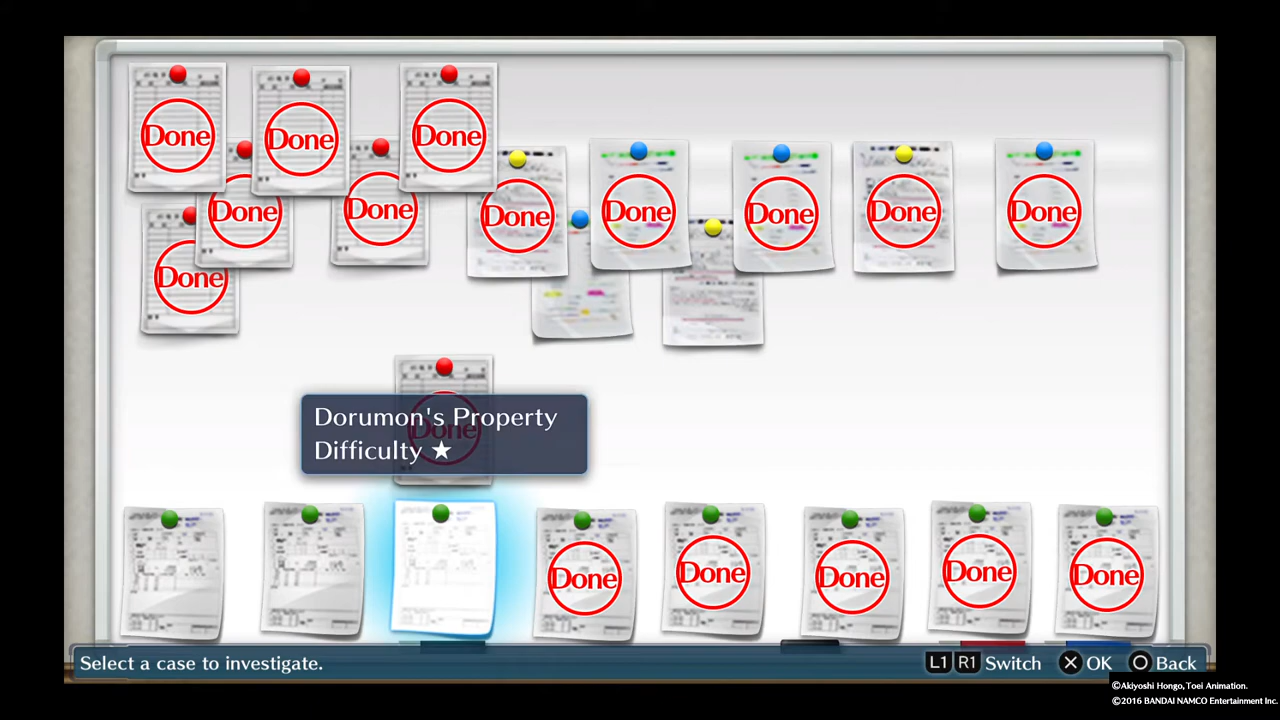 Done
Done
Done
Done
Done
Done
Done
Done
Done
Done
Done
Done
Dorumon's Property
Difficulty ★
Done
Done
Done
Done
Done
Select a case to investigate.
L1 R1 Switch OK Back
©Akiyoshi Hongo, Toei Animation.
©2016 BANDAI NAMCO Entertainment Inc.